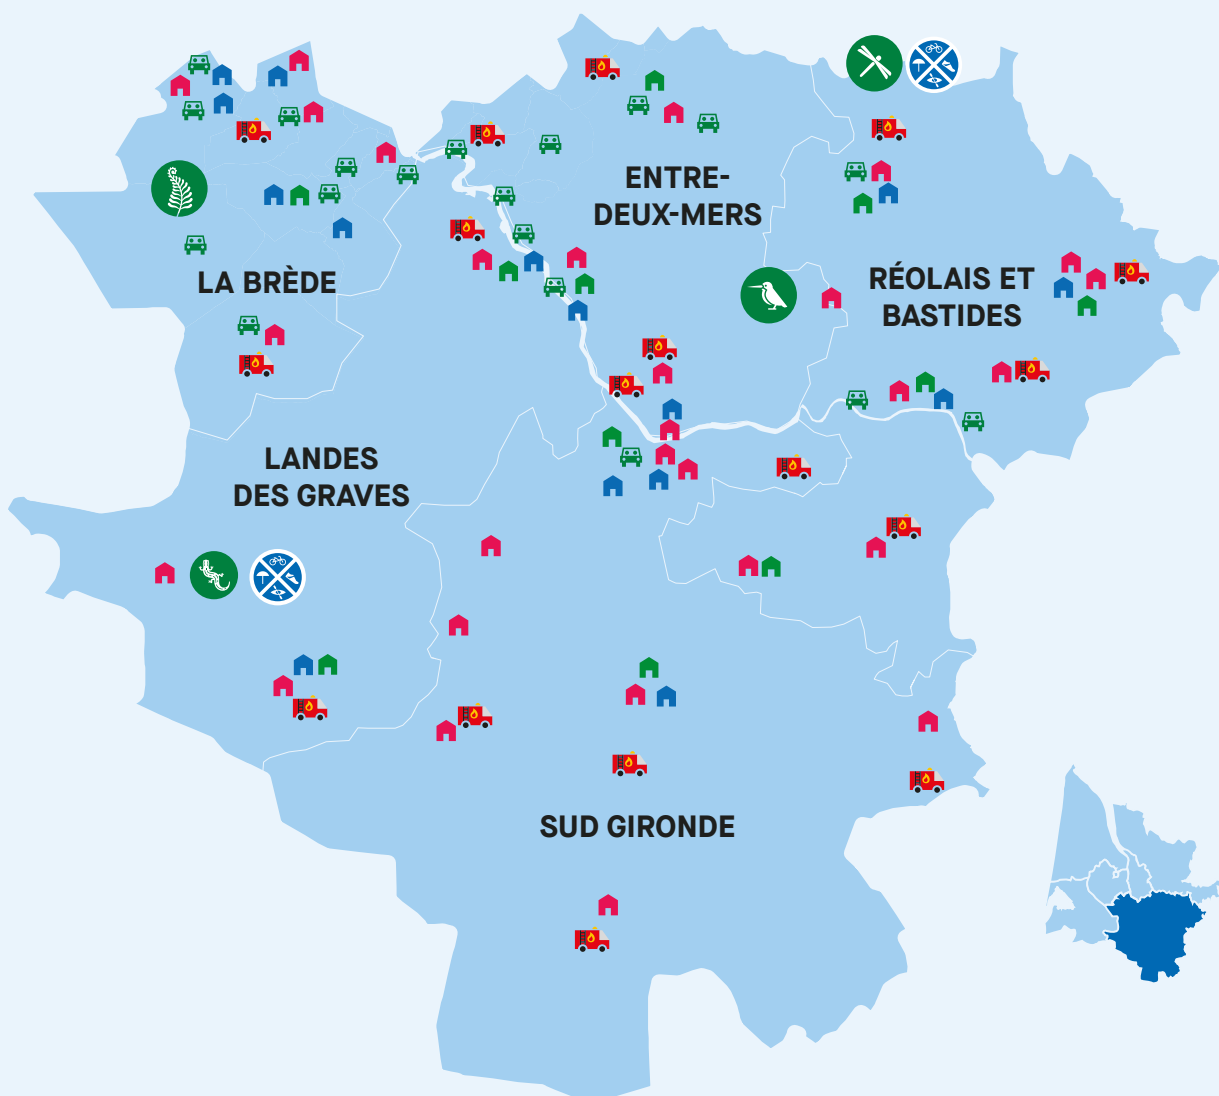 ENTRE-
DEUX-MERS
LA BRÈDE
RÉOLAIS ET
BASTIDES
LANDES
DES GRAVES
SUD GIRONDE